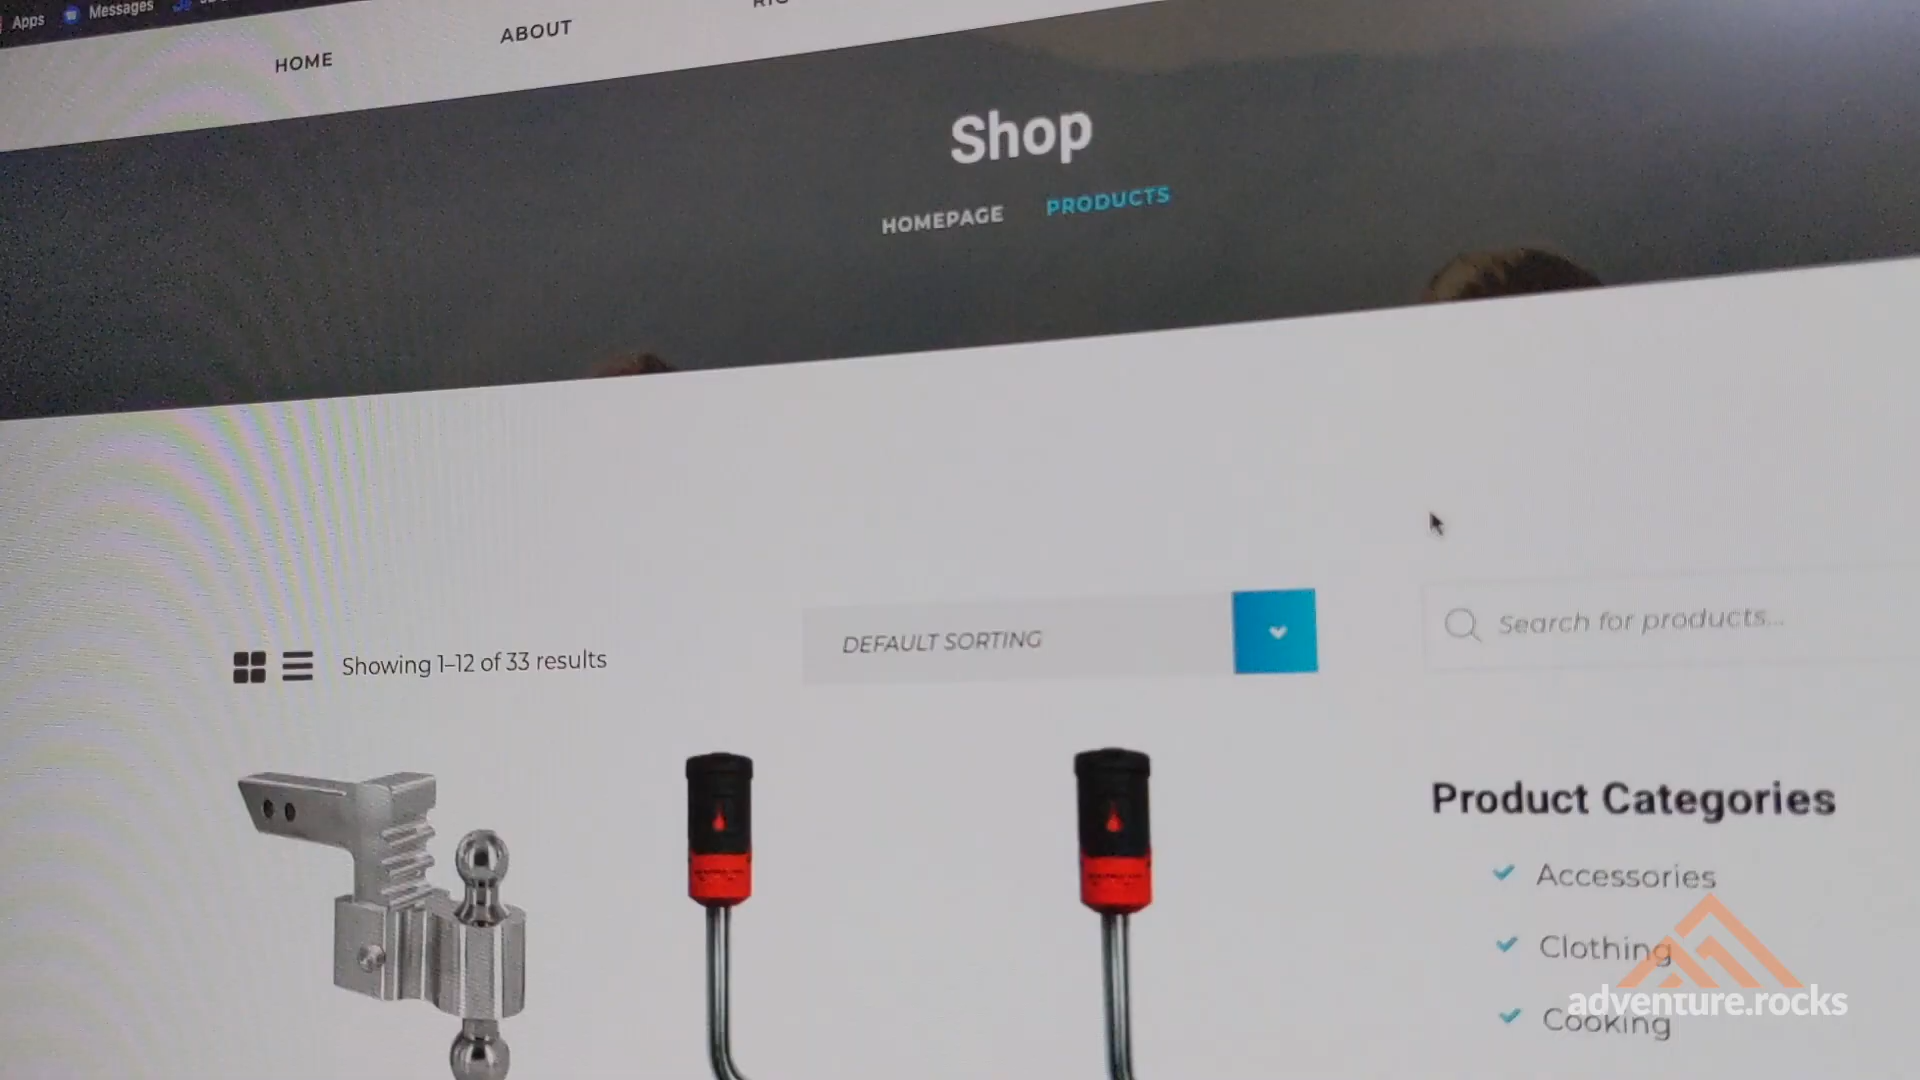 Apps
Messages
HOME
ABOUT
Shop
HOMEPAGE
PRODUCTS
DEFAULT SORTING
Search for products...
Showing 1–12 of 33 results
Product Categories
Accessories
Clothing
Cooking
adventure.rocks